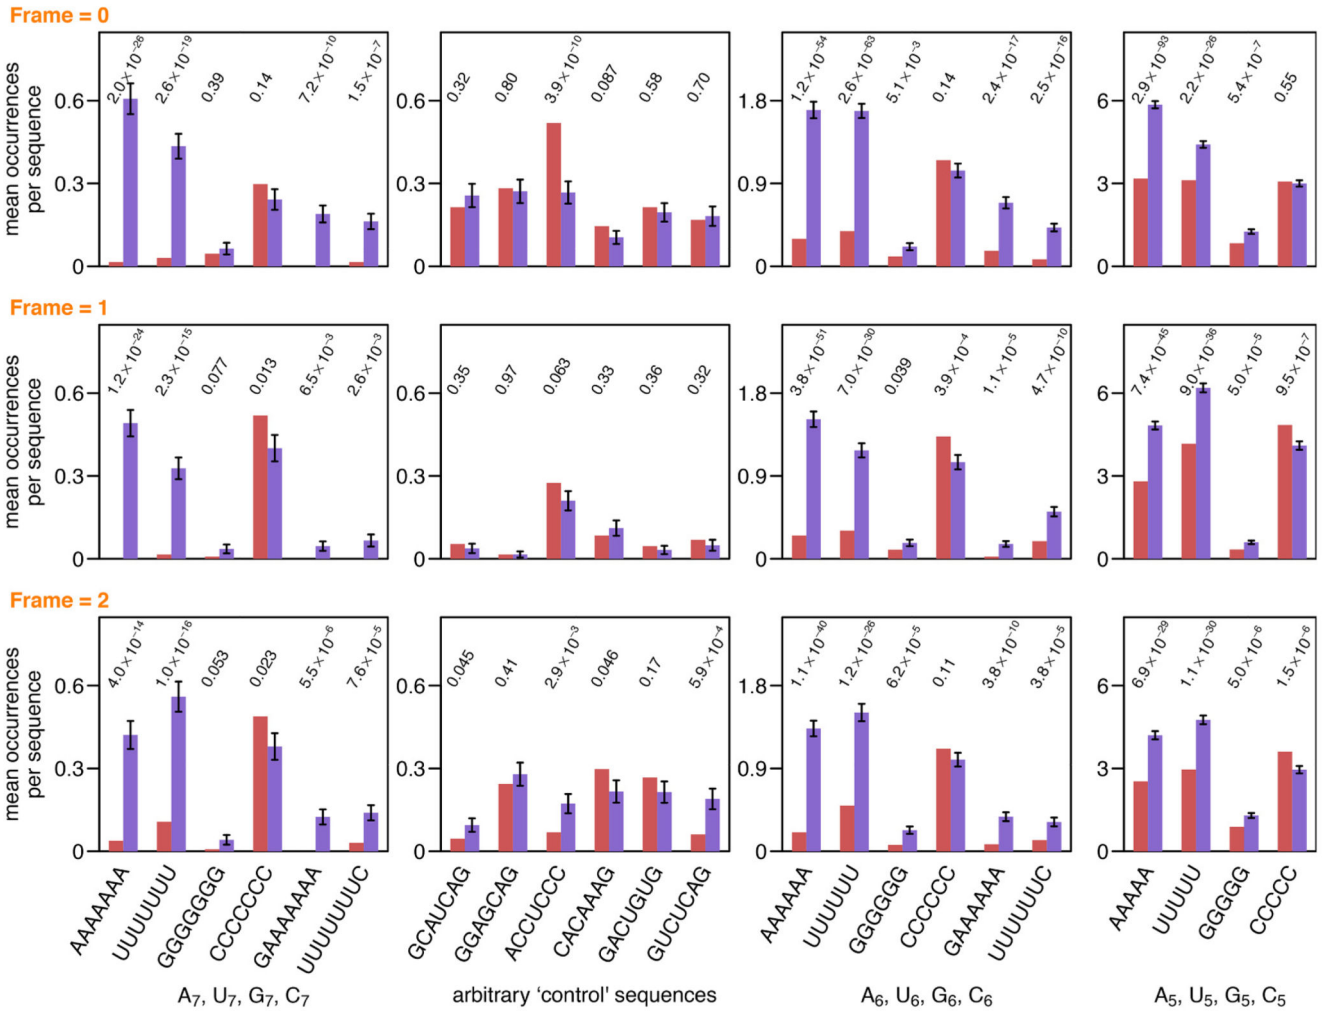 Frame = 0
mean occurrences
per sequence
0.6
0.3
0
2.0×10⁻²⁶
2.6×10⁻¹⁹
0.39
0.14
7.2×10⁻¹⁰
1.5×10⁻⁷
0.6
0.3
0
0.32
0.80
3.9×10⁻¹⁰
0.087
0.58
0.70
1.8
0.9
0
1.2×10⁻⁵⁴
2.6×10⁻⁶³
5.1×10⁻³
0.14
2.4×10⁻¹⁷
2.5×10⁻¹⁶
6
3
0
2.9×10⁻⁹³
2.2×10⁻²⁶
5.4×10⁻⁷
0.55
Frame = 1
mean occurrences
per sequence
0.6
0.3
0
1.2×10⁻²⁴
2.3×10⁻¹⁵
0.077
0.013
6.5×10⁻³
2.6×10⁻³
0.6
0.3
0
0.35
0.97
0.063
0.33
0.36
0.32
1.8
0.9
0
3.8×10⁻⁵¹
7.0×10⁻³⁰
0.039
3.9×10⁻⁴
1.1×10⁻⁵
4.7×10⁻¹⁰
6
3
0
7.4×10⁻⁴⁵
9.0×10⁻³⁶
5.0×10⁻⁵
9.5×10⁻⁷
Frame = 2
mean occurrences
per sequence
0.6
0.3
0
4.0×10⁻¹⁴
1.0×10⁻¹⁶
0.053
0.023
5.5×10⁻⁶
7.6×10⁻⁵
0.6
0.3
0
0.045
0.41
2.9×10⁻³
0.046
0.17
5.9×10⁻⁴
1.8
0.9
0
1.1×10⁻⁴⁰
1.2×10⁻²⁶
6.2×10⁻⁵
0.11
3.8×10⁻¹⁰
3.8×10⁻⁵
6
3
0
6.9×10⁻²⁹
1.1×10⁻³⁰
5.0×10⁻⁶
1.5×10⁻⁶
AAAAAAA
UUUUUUU
GGGGGGG
CCCCCCC
GAAAAAAA
UUUUUUUC
GCAUCAG
GGAGCAG
ACCUCCC
CACAAAG
GACUGUG
GUCUCAG
AAAAAA
UUUUUU
GGGGGG
CCCCCC
GAAAAAA
UUUUUUC
AAAAA
UUUUU
GGGGG
CCCCC
A₇, U₇, G₇, C₇
arbitrary ‘control’ sequences
A₆, U₆, G₆, C₆
A₅, U₅, G₅, C₅